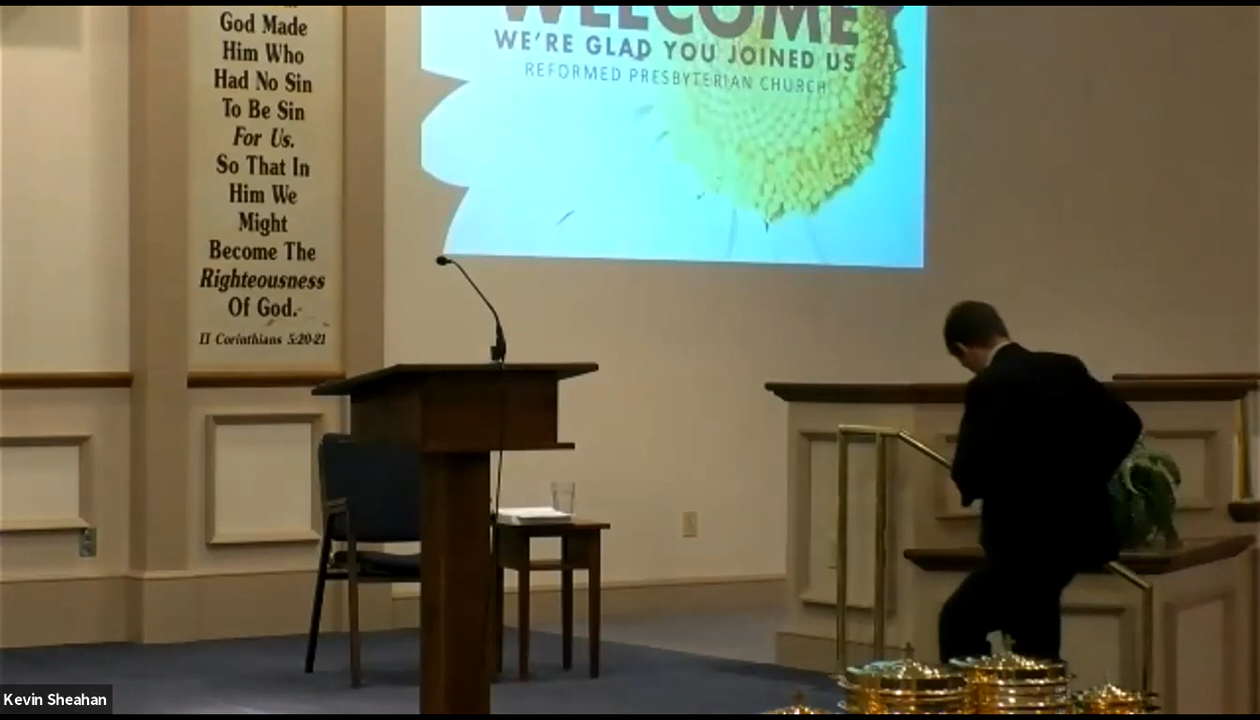 God Made
Him Who
Had No Sin
To Be Sin
For Us.
So That In
Him We
Might
Become The
Righteousness
Of God.
II Corinthians 5:20-21
WELCOME
WE'RE GLAD YOU JOINED US
REFORMED PRESBYTERIAN CHURCH
Kevin Sheahan